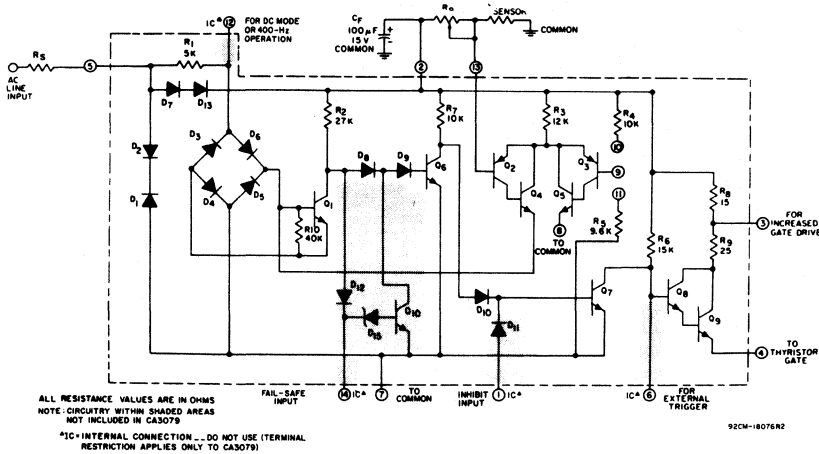 IC△ ⑫
FOR DC MODE
OR 400-Hz
OPERATION
CF
100µF
15 V
COMMON
+
−
Ro
SENSOR
COMMON
RS
AC
LINE
INPUT
⑤
R1
5K
②
⑬
D7
D13
R2
27K
R7
10K
R3
12K
R4
10K
⑩
D2
D3
D6
D8
D9
Q6
Q2
Q3
⑨
D1
D4
D5
Q1
Q4
Q5
⑪
R8
15
③
FOR
INCREASED
GATE DRIVE
R10
40K
⑧
TO
COMMON
R5
9.6K
R6
15K
R9
25
D12
D15
Q10
D10
D11
Q7
Q8
Q9
④
TO
THYRISTOR
GATE
FAIL-SAFE
INPUT
⑭ IC△
⑦
TO
COMMON
INHIBIT
INPUT
① IC△
IC△ ⑥
FOR
EXTERNAL
TRIGGER
ALL RESISTANCE VALUES ARE IN OHMS
NOTE: CIRCUITRY WITHIN SHADED AREAS
NOT INCLUDED IN CA3079
△IC=INTERNAL CONNECTION__DO NOT USE (TERMINAL
RESTRICTION APPLIES ONLY TO CA3079)
92CM-18076R2